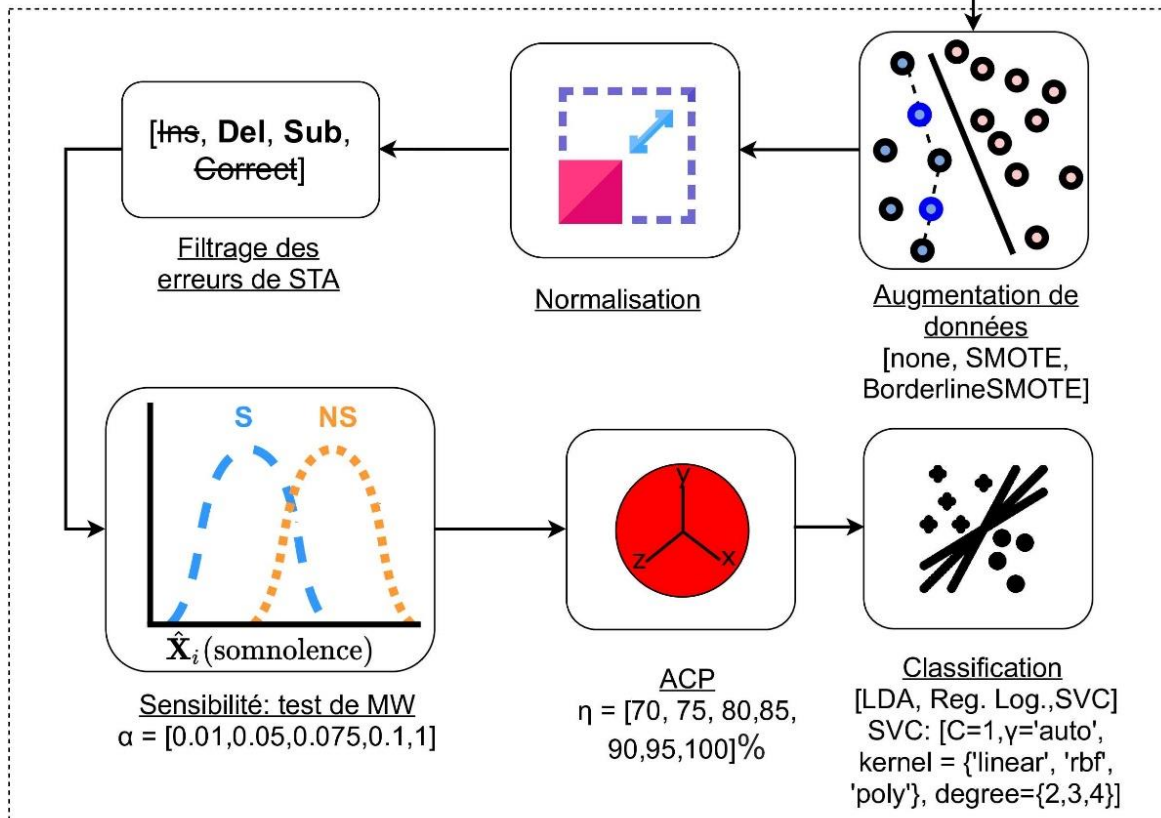 [Ins, Del, Sub,
Correct]
Filtrage des
erreurs de STA
Normalisation
Augmentation de
données
[none, SMOTE,
BorderlineSMOTE]
S NS
X̂ᵢ(somnolence)
Sensibilité: test de MW
α = [0.01,0.05,0.075,0.1,1]
y
z x
ACP
η = [70, 75, 80,85,
90,95,100]%
Classification
[LDA, Reg. Log.,SVC]
SVC: [C=1,γ='auto',
kernel = {'linear', 'rbf',
'poly'}, degree={2,3,4}]